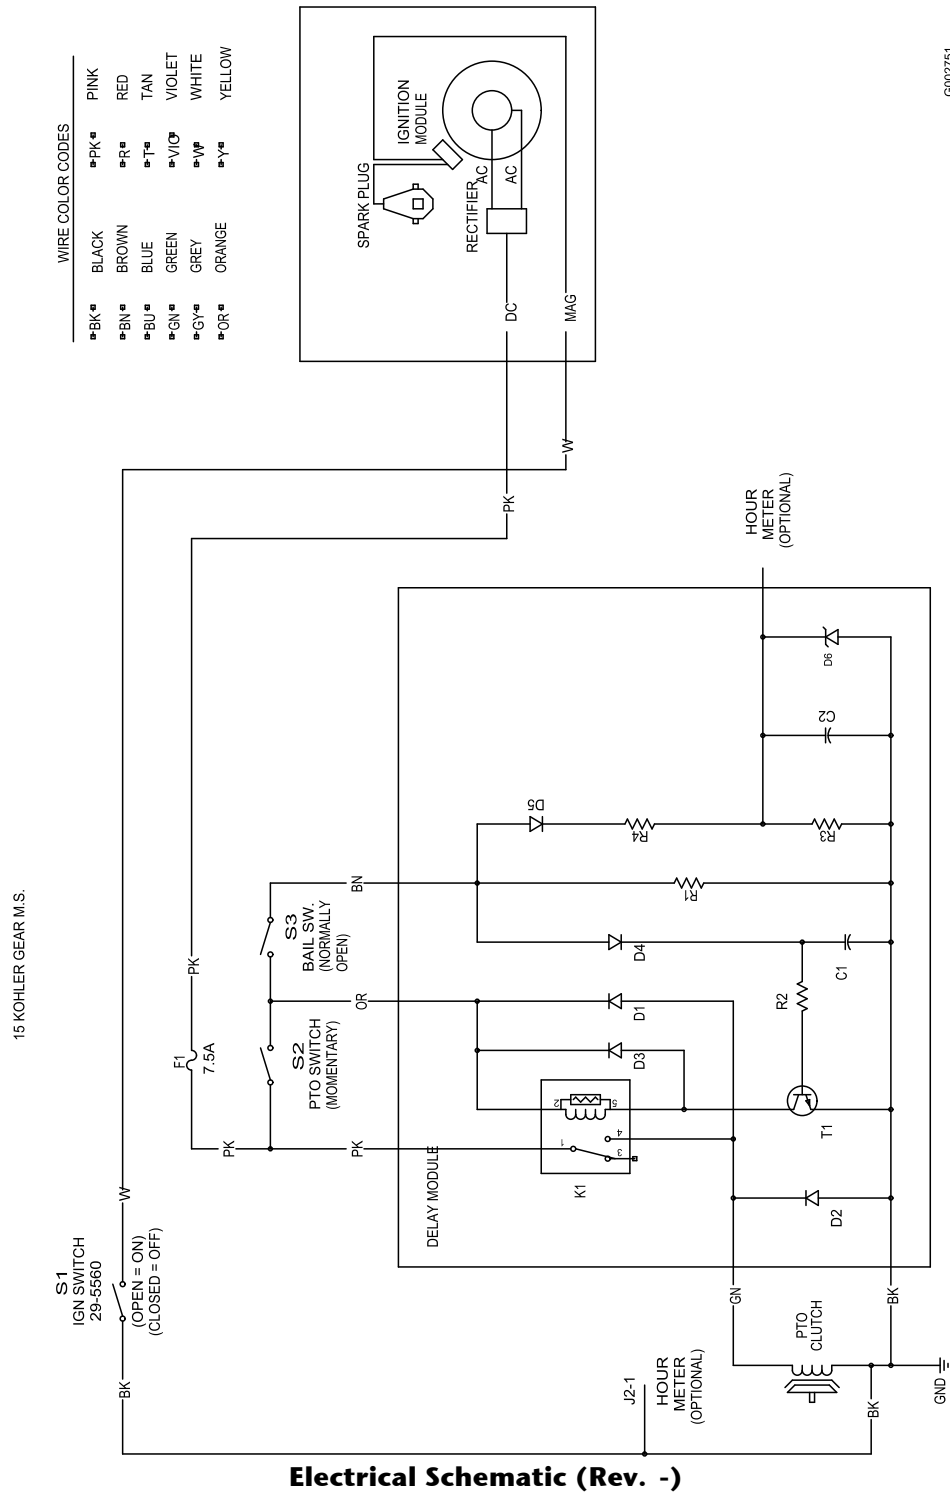 WIRE COLOR CODES
BK BLACK
PK PINK
BN BROWN
R RED
BU BLUE
T TAN
GN GREEN
VIO VIOLET
GY GREY
W WHITE
OR ORANGE
Y YELLOW
SPARK PLUG
IGNITION
MODULE
RECTIFIER
AC
AC
DC
MAG
G002751
W
PK
HOUR
METER
(OPTIONAL)
15 KOHLER GEAR M.S.
F1
7.5A
PK
S3
BAIL SW.
(NORMALLY
OPEN)
BN
S2
PTO SWITCH
(MOMENTARY)
OR
PK
PK
DELAY MODULE
D5
R4
R3
C2
D6
R1
D4
C1
R2
D1
D3
T1
K1
2
5
1
4
3
D2
S1
IGN SWITCH
29-5560
(OPEN = ON)
(CLOSED = OFF)
W
BK
GN
BK
PTO
CLUTCH
J2-1
HOUR
METER
(OPTIONAL)
BK
GND
Electrical Schematic (Rev. -)